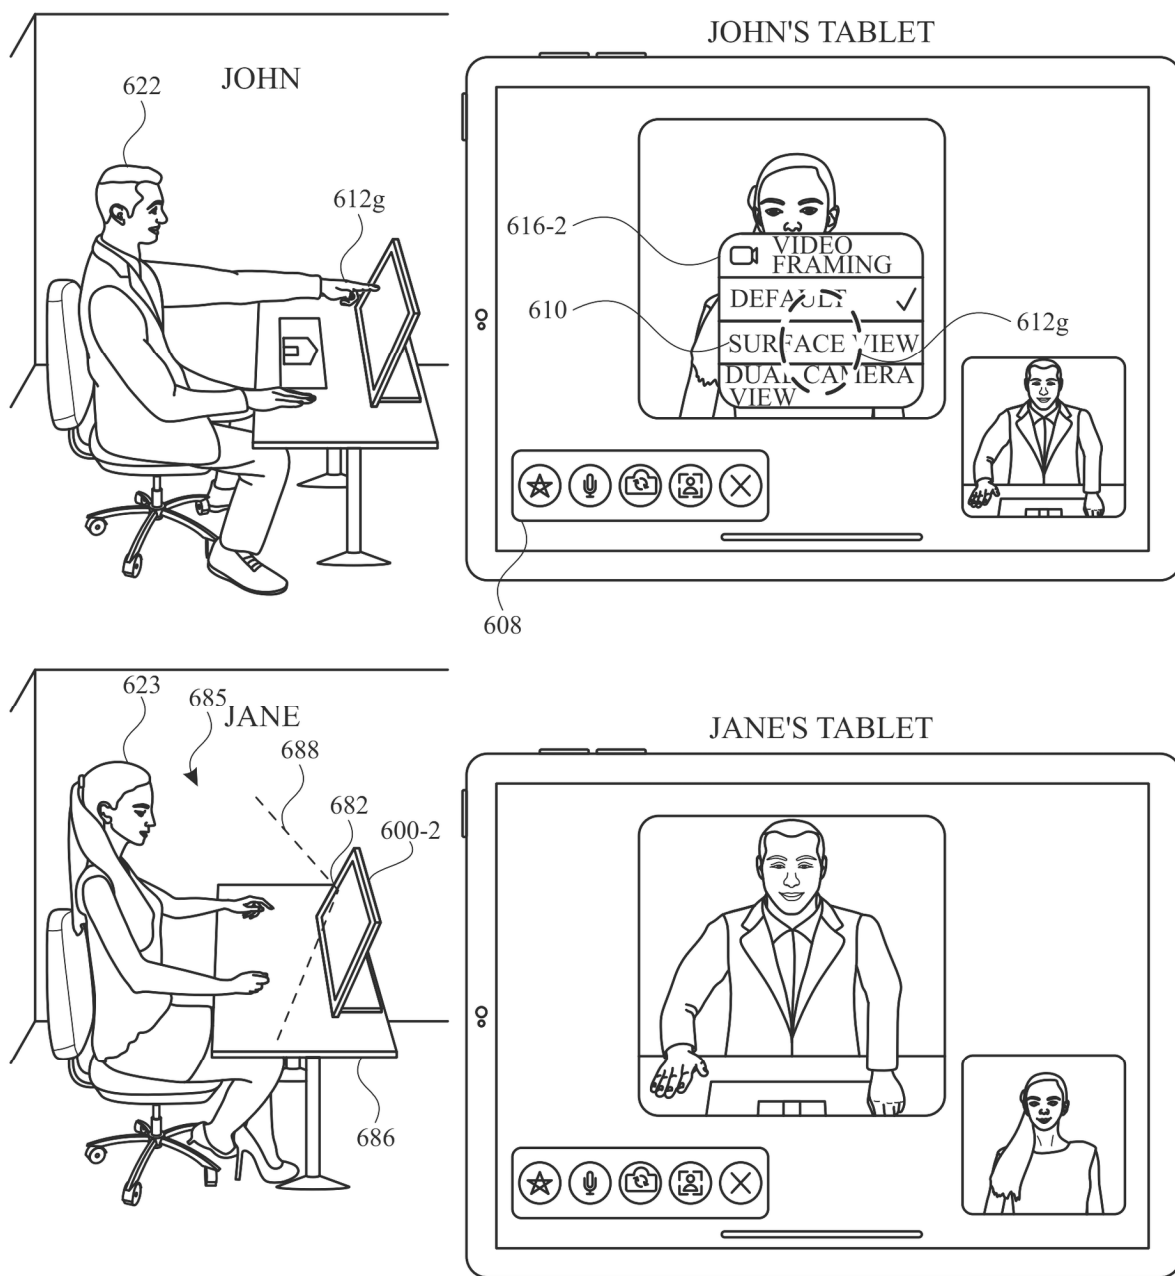 JOHN'S TABLET
JOHN
622
612g
616-2
VIDEO
FRAMING
DEFAULT
610
612g
SURFACE VIEW
DUAL CAMERA
VIEW
608
623
685
JANE
JANE'S TABLET
688
682
600-2
686